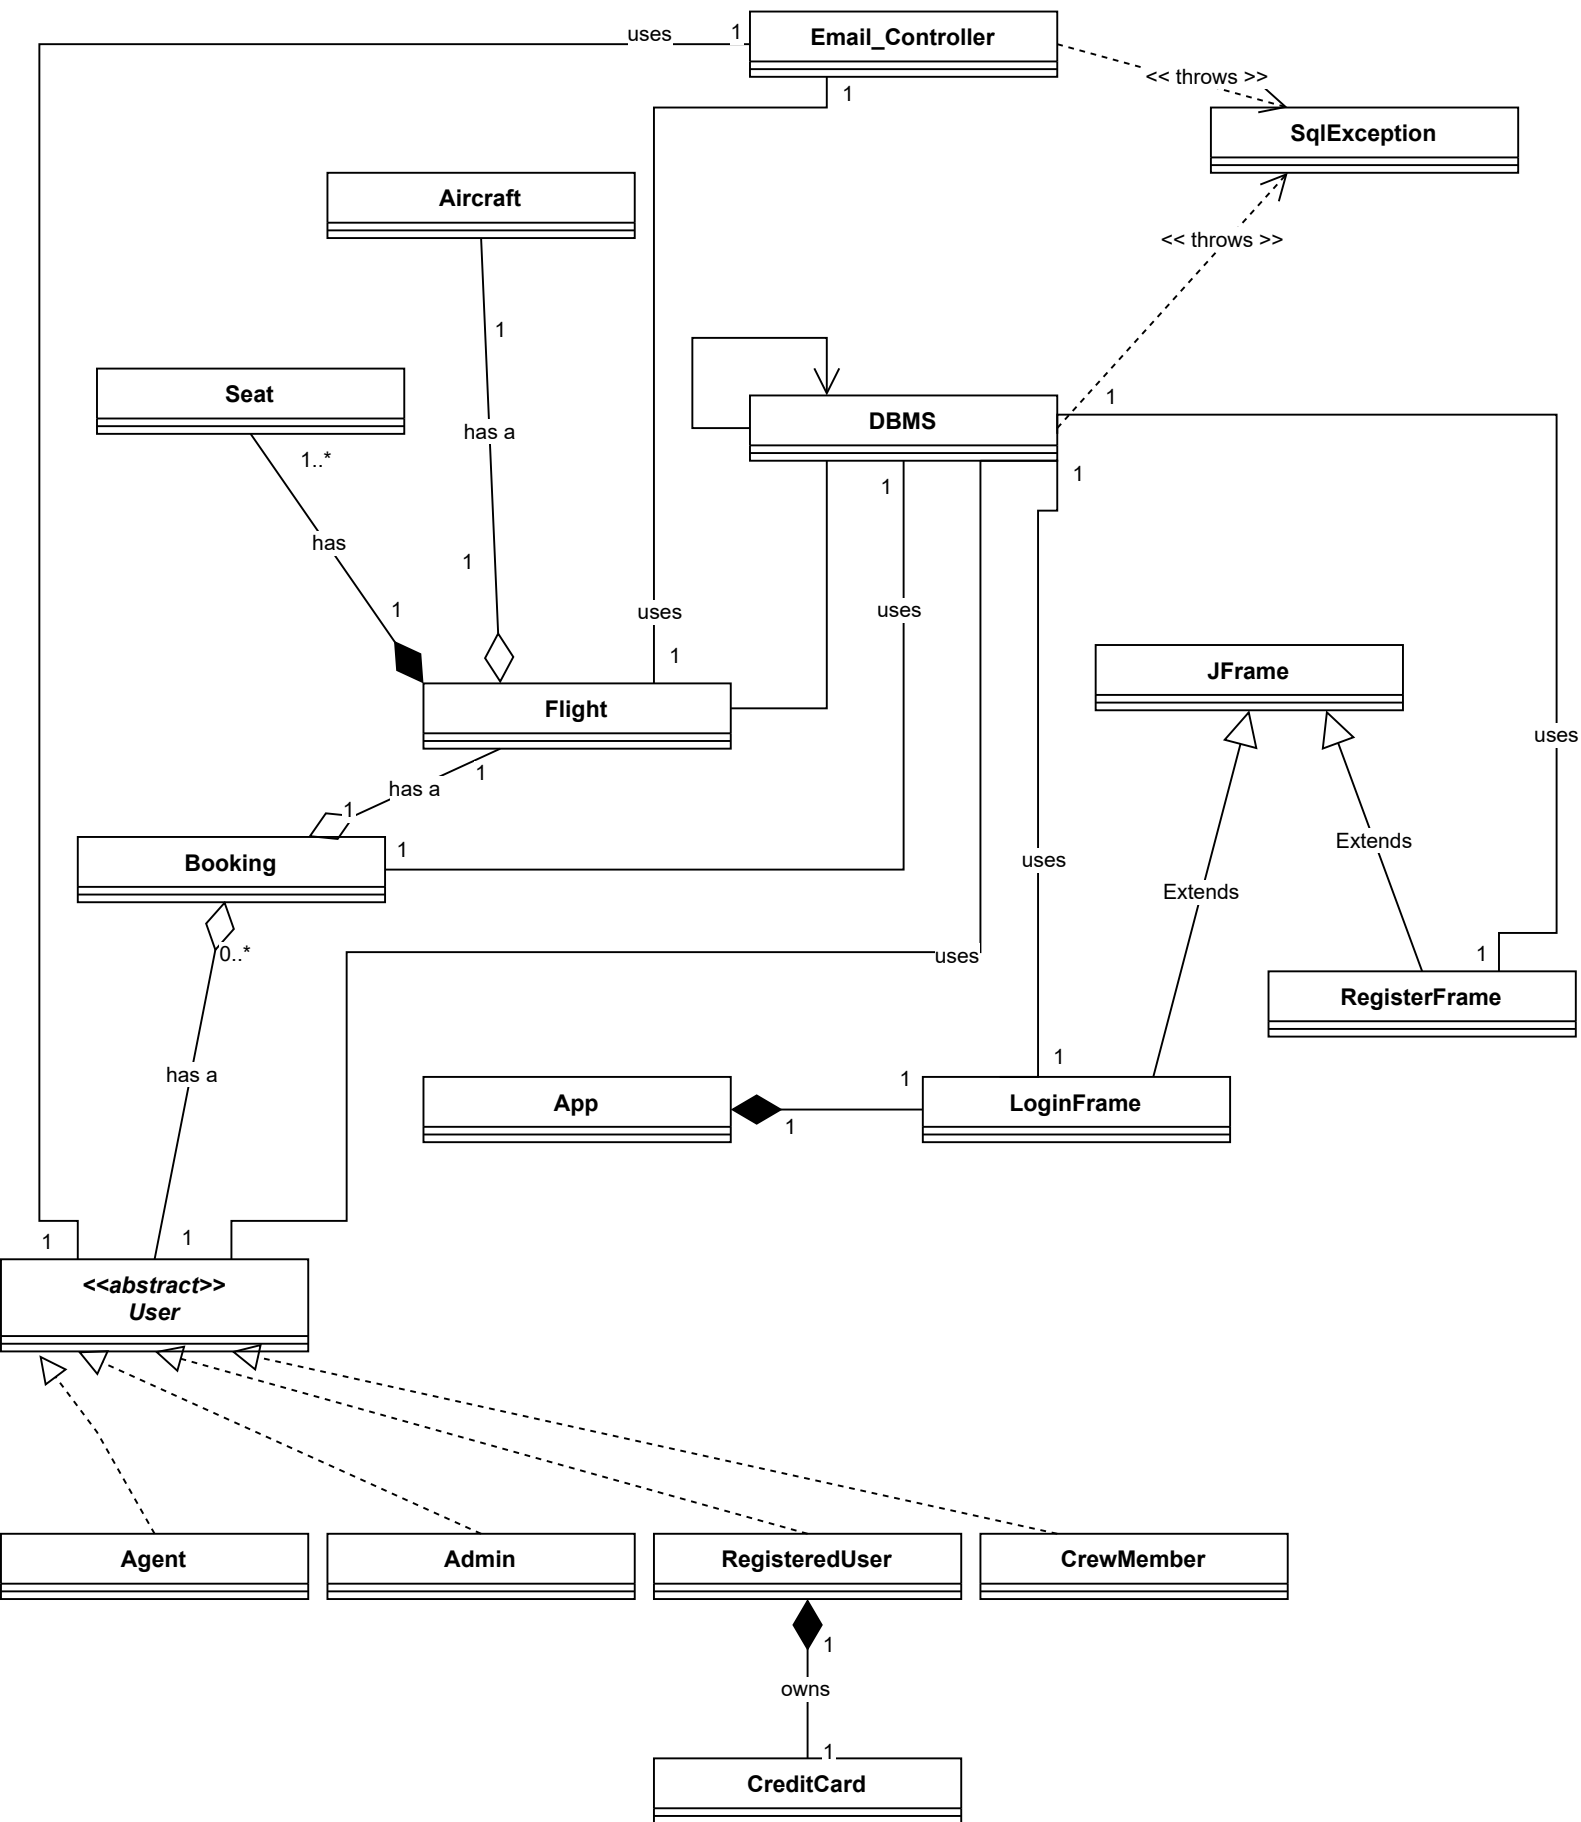 uses
1
Email_Controller
1
<< throws >>
SqlException
Aircraft
<< throws >>
1
Seat
1
DBMS
1..*
has a
1
1
has
1
1
uses
uses
1
JFrame
Flight
uses
1
has a
1
Extends
1
Booking
uses
Extends
0..*
uses
1
RegisterFrame
1
has a
1
App
LoginFrame
1
1
1
<<abstract>>
User
Agent
Admin
RegisteredUser
CrewMember
1
owns
1
CreditCard